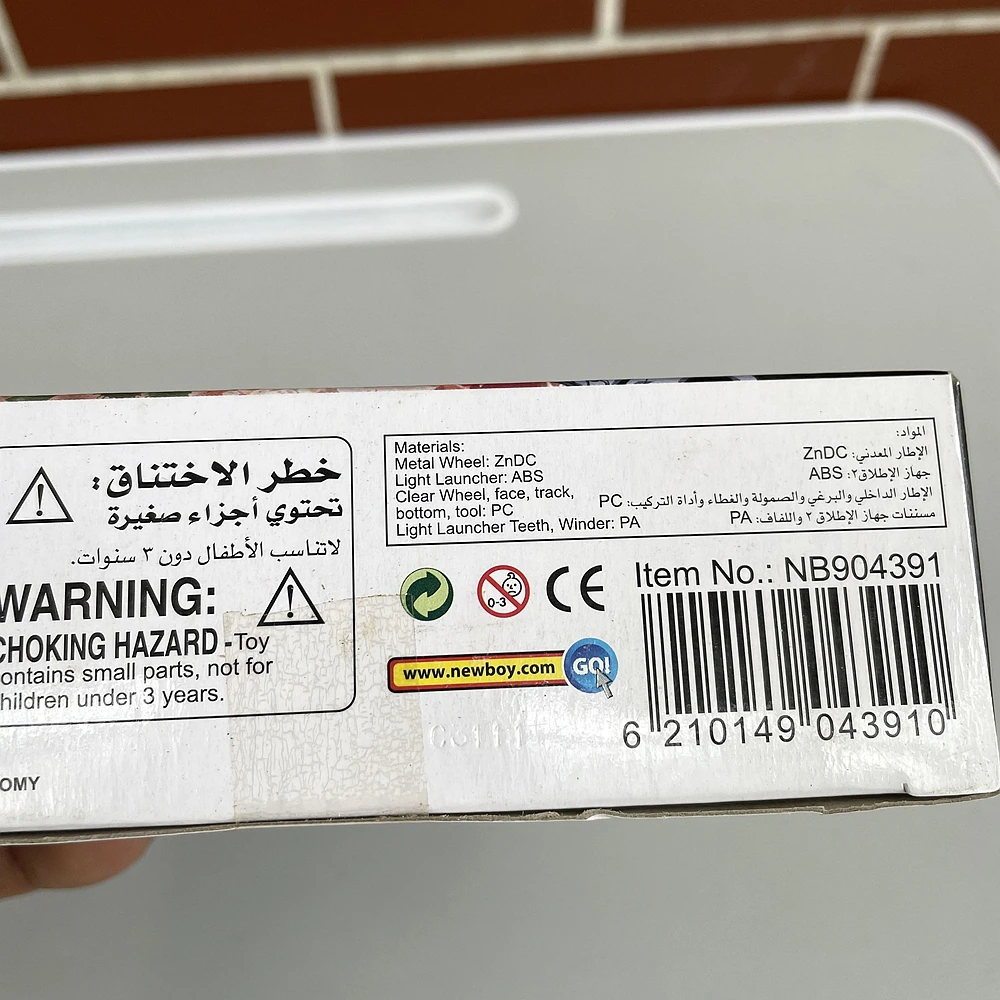 خطر الاختناق:
تحتوي أجزاء صغيرة
لاتناسب الأطفال دون ٣ سنوات.
WARNING:
CHOKING HAZARD - Toy
ontains small parts, not for
hildren under 3 years.
OMY
Materials:
Metal Wheel: ZnDC
Light Launcher: ABS
Clear Wheel, face, track,
bottom, tool: PC
Light Launcher Teeth, Winder: PA
المواد:
الإطار المعدني: ZnDC
جهاز الإطلاق٢: ABS
الإطار الداخلي والبرغي والصمولة والغطاء وأداة التركيب: PC
مسننات جهاز الإطلاق ٢ واللفاف: PA
0-3
CE
www.newboy.com GO!
Item No.: NB904391
6 210149 043910